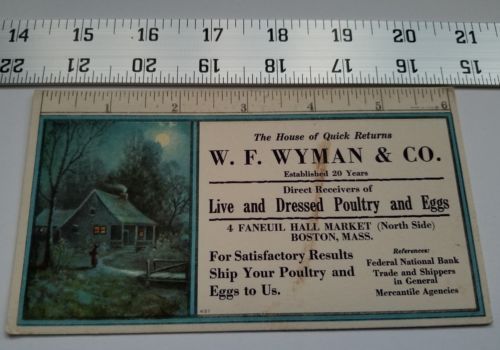 14 15 16 17 18 19 20 21
22 21 20 19 18 17 16 15
1 2 3 4 5 6
The House of Quick Returns
W. F. WYMAN & CO.
Established 20 Years
Direct Receivers of
Live and Dressed Poultry and Eggs
4 FANEUIL HALL MARKET (North Side)
BOSTON, MASS.
For Satisfactory Results
Ship Your Poultry and
Eggs to Us.
References:
Federal National Bank
Trade and Shippers
in General
Mercantile Agencies